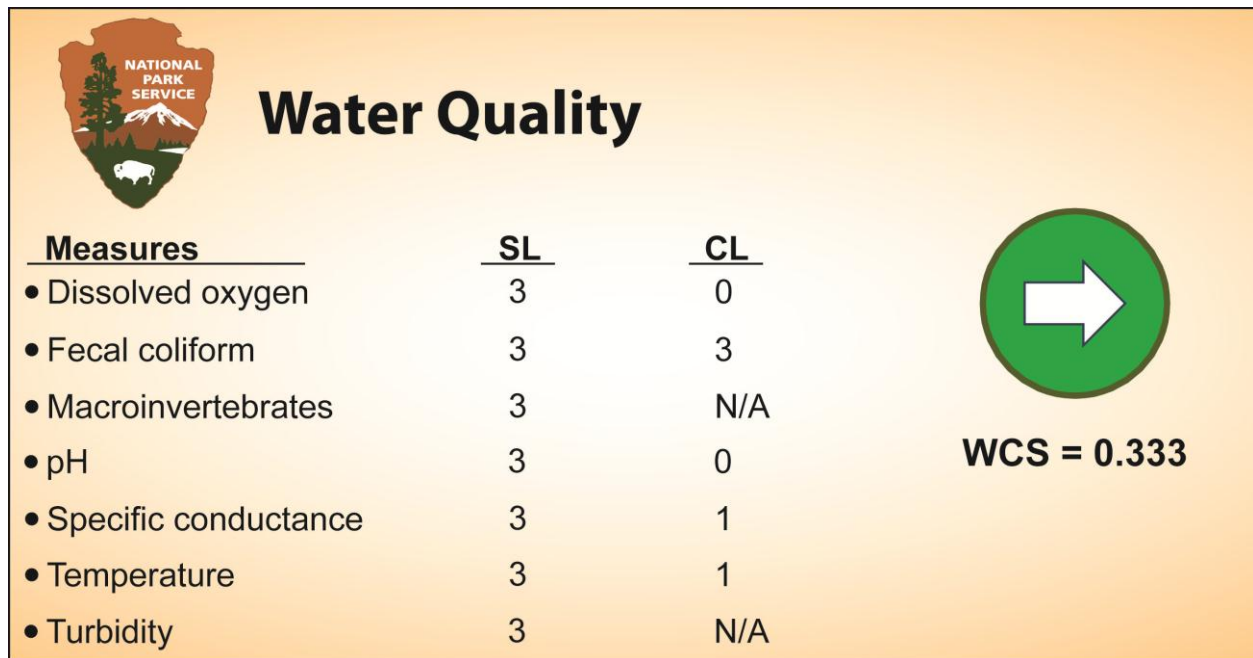 NATIONAL
PARK
SERVICE
Water Quality
Measures SL CL
• Dissolved oxygen 3 0
• Fecal coliform 3 3
• Macroinvertebrates 3 N/A
• pH 3 0
• Specific conductance 3 1
• Temperature 3 1
• Turbidity 3 N/A
WCS = 0.333